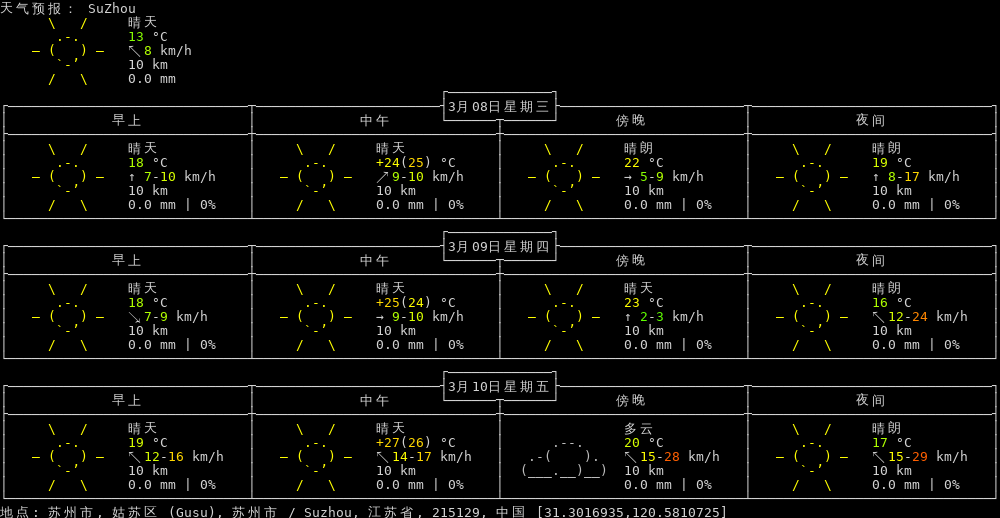 天气预报： SuZhou
晴天
13 °C
↖ 8 km/h
10 km
0.0 mm
3月08日星期三
早上 中午 傍晚 夜间
晴天 晴天 晴朗 晴朗
18 °C +24(25) °C 22 °C 19 °C
↑ 7-10 km/h ↗ 9-10 km/h → 5-9 km/h ↑ 8-17 km/h
10 km 10 km 10 km 10 km
0.0 mm | 0% 0.0 mm | 0% 0.0 mm | 0% 0.0 mm | 0%
3月09日星期四
早上 中午 傍晚 夜间
晴天 晴天 晴天 晴朗
18 °C +25(24) °C 23 °C 16 °C
↘ 7-9 km/h → 9-10 km/h ↑ 2-3 km/h ↖ 12-24 km/h
10 km 10 km 10 km 10 km
0.0 mm | 0% 0.0 mm | 0% 0.0 mm | 0% 0.0 mm | 0%
3月10日星期五
早上 中午 傍晚 夜间
晴天 晴天 多云 晴朗
19 °C +27(26) °C 20 °C 17 °C
↖ 12-16 km/h ↖ 14-17 km/h ↖ 15-28 km/h ↖ 15-29 km/h
10 km 10 km 10 km 10 km
0.0 mm | 0% 0.0 mm | 0% 0.0 mm | 0% 0.0 mm | 0%
地点: 苏州市, 姑苏区 (Gusu), 苏州市 / Suzhou, 江苏省, 215129, 中国 [31.3016935,120.5810725]